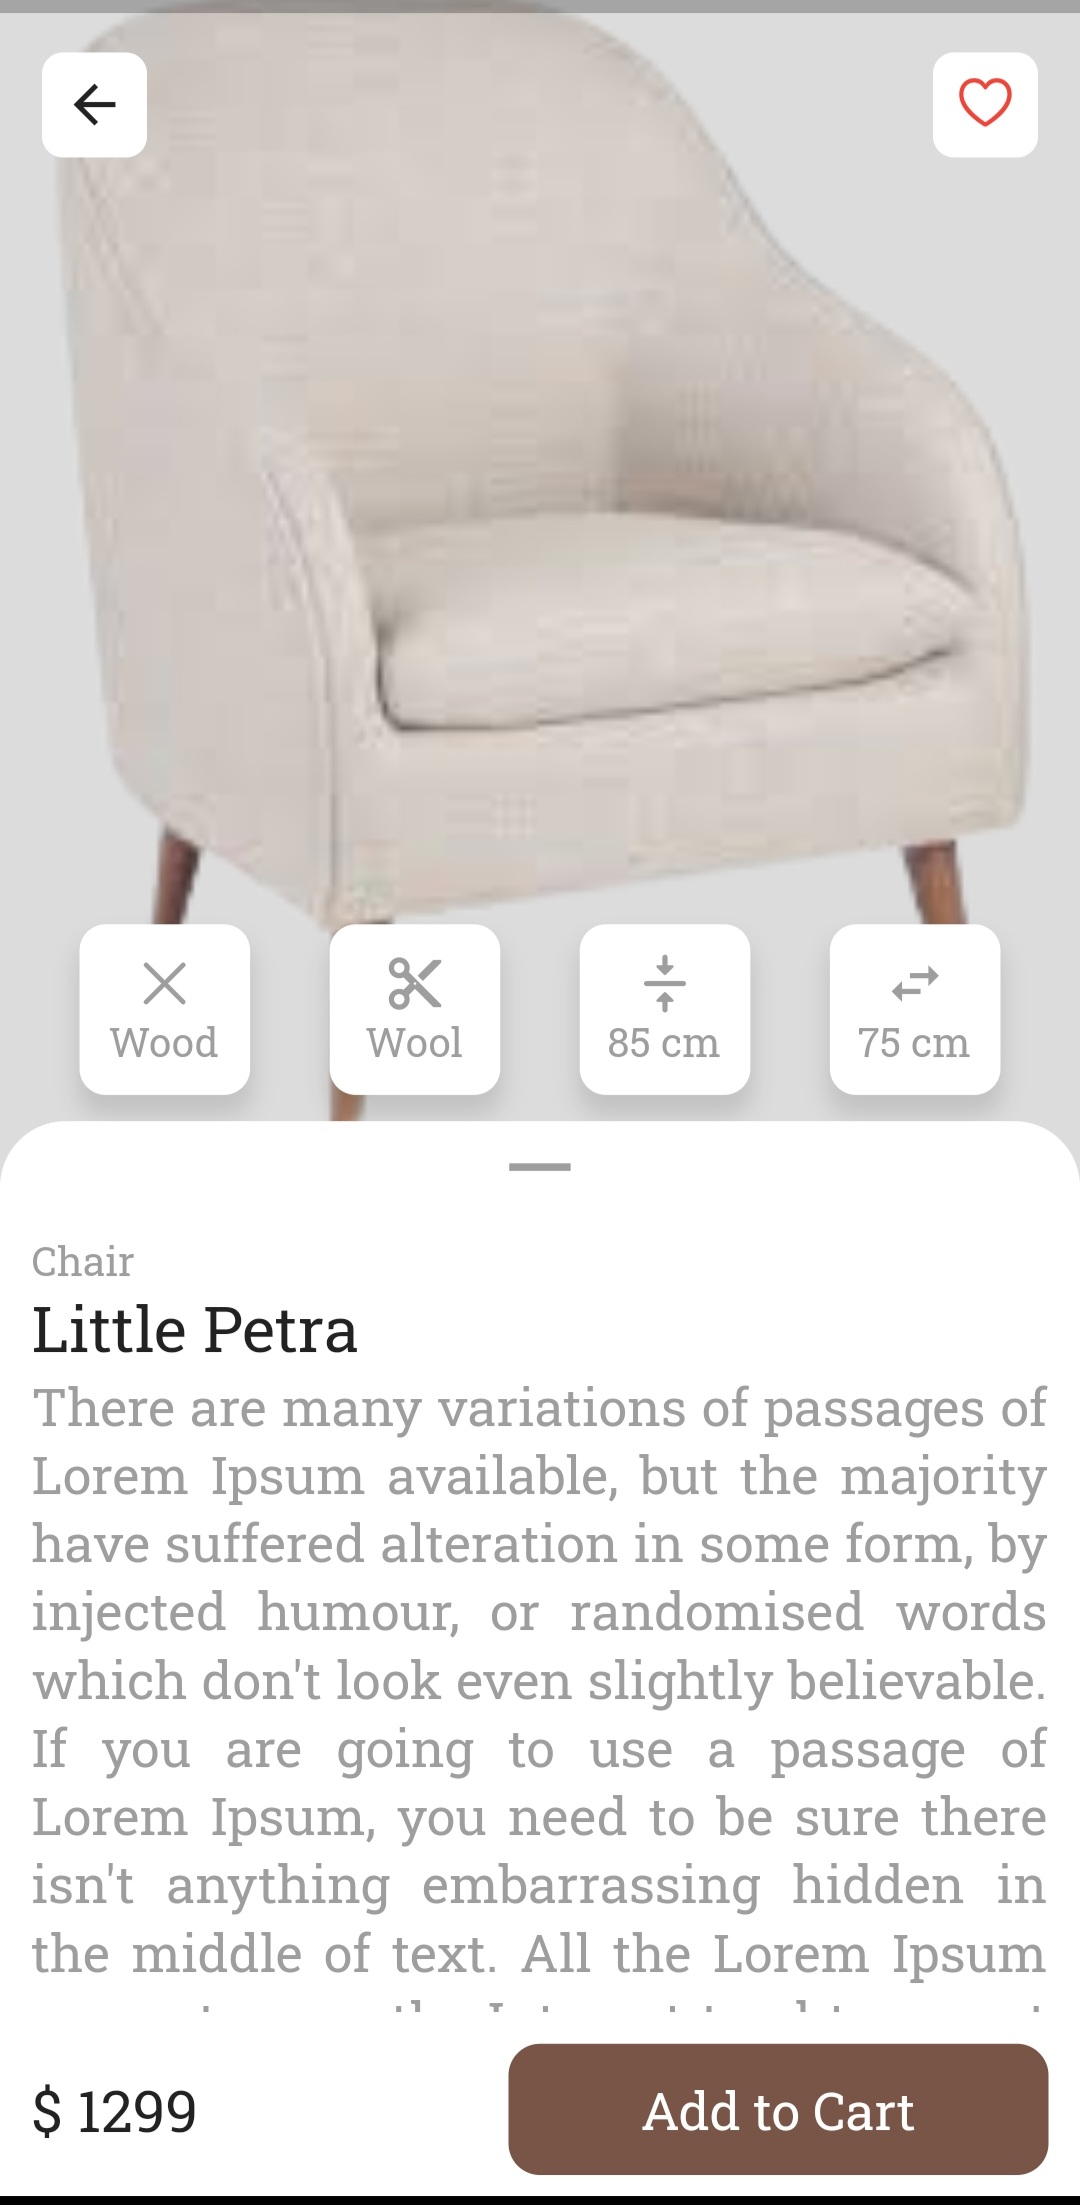 Wood
Wool
85 cm
75 cm
Chair
Little Petra
There are many variations of passages of
Lorem Ipsum available, but the majority
have suffered alteration in some form, by
injected humour, or randomised words
which don't look even slightly believable.
If you are going to use a passage of
Lorem Ipsum, you need to be sure there
isn't anything embarrassing hidden in
the middle of text. All the Lorem Ipsum
$ 1299
Add to Cart